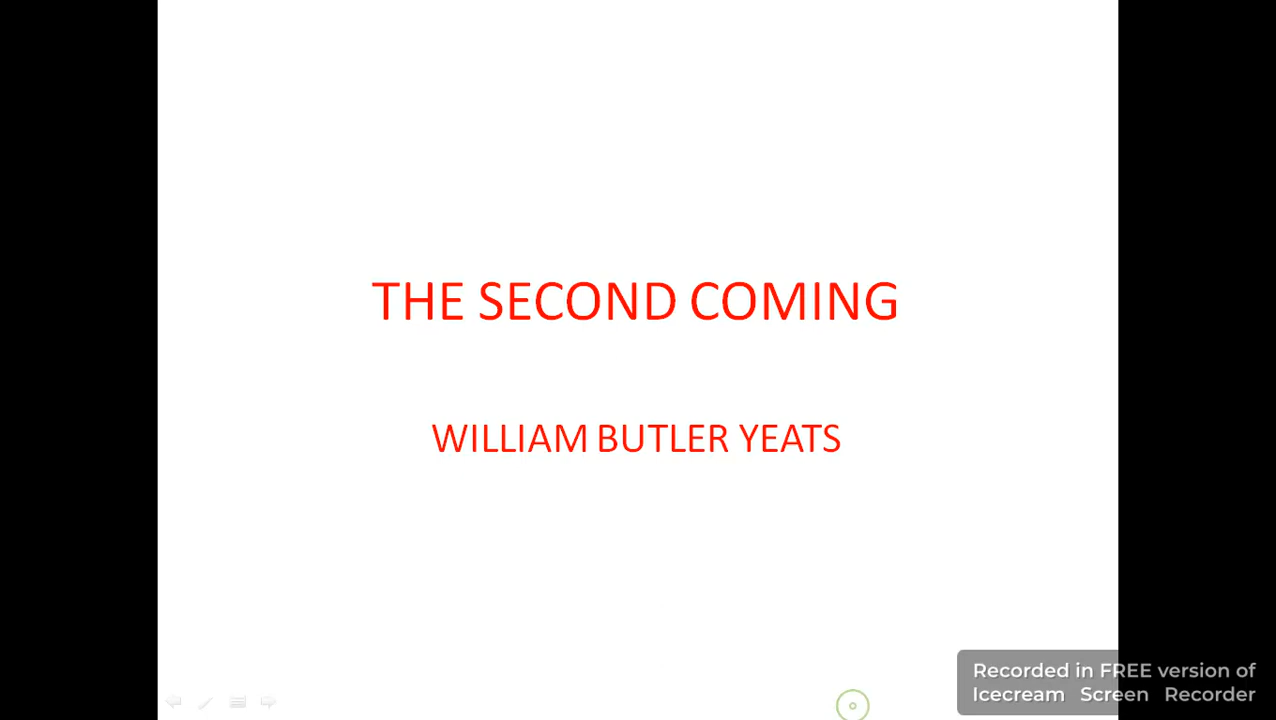 THE SECOND COMING
WILLIAM BUTLER YEATS
Recorded in FREE version of
Icecream Screen Recorder